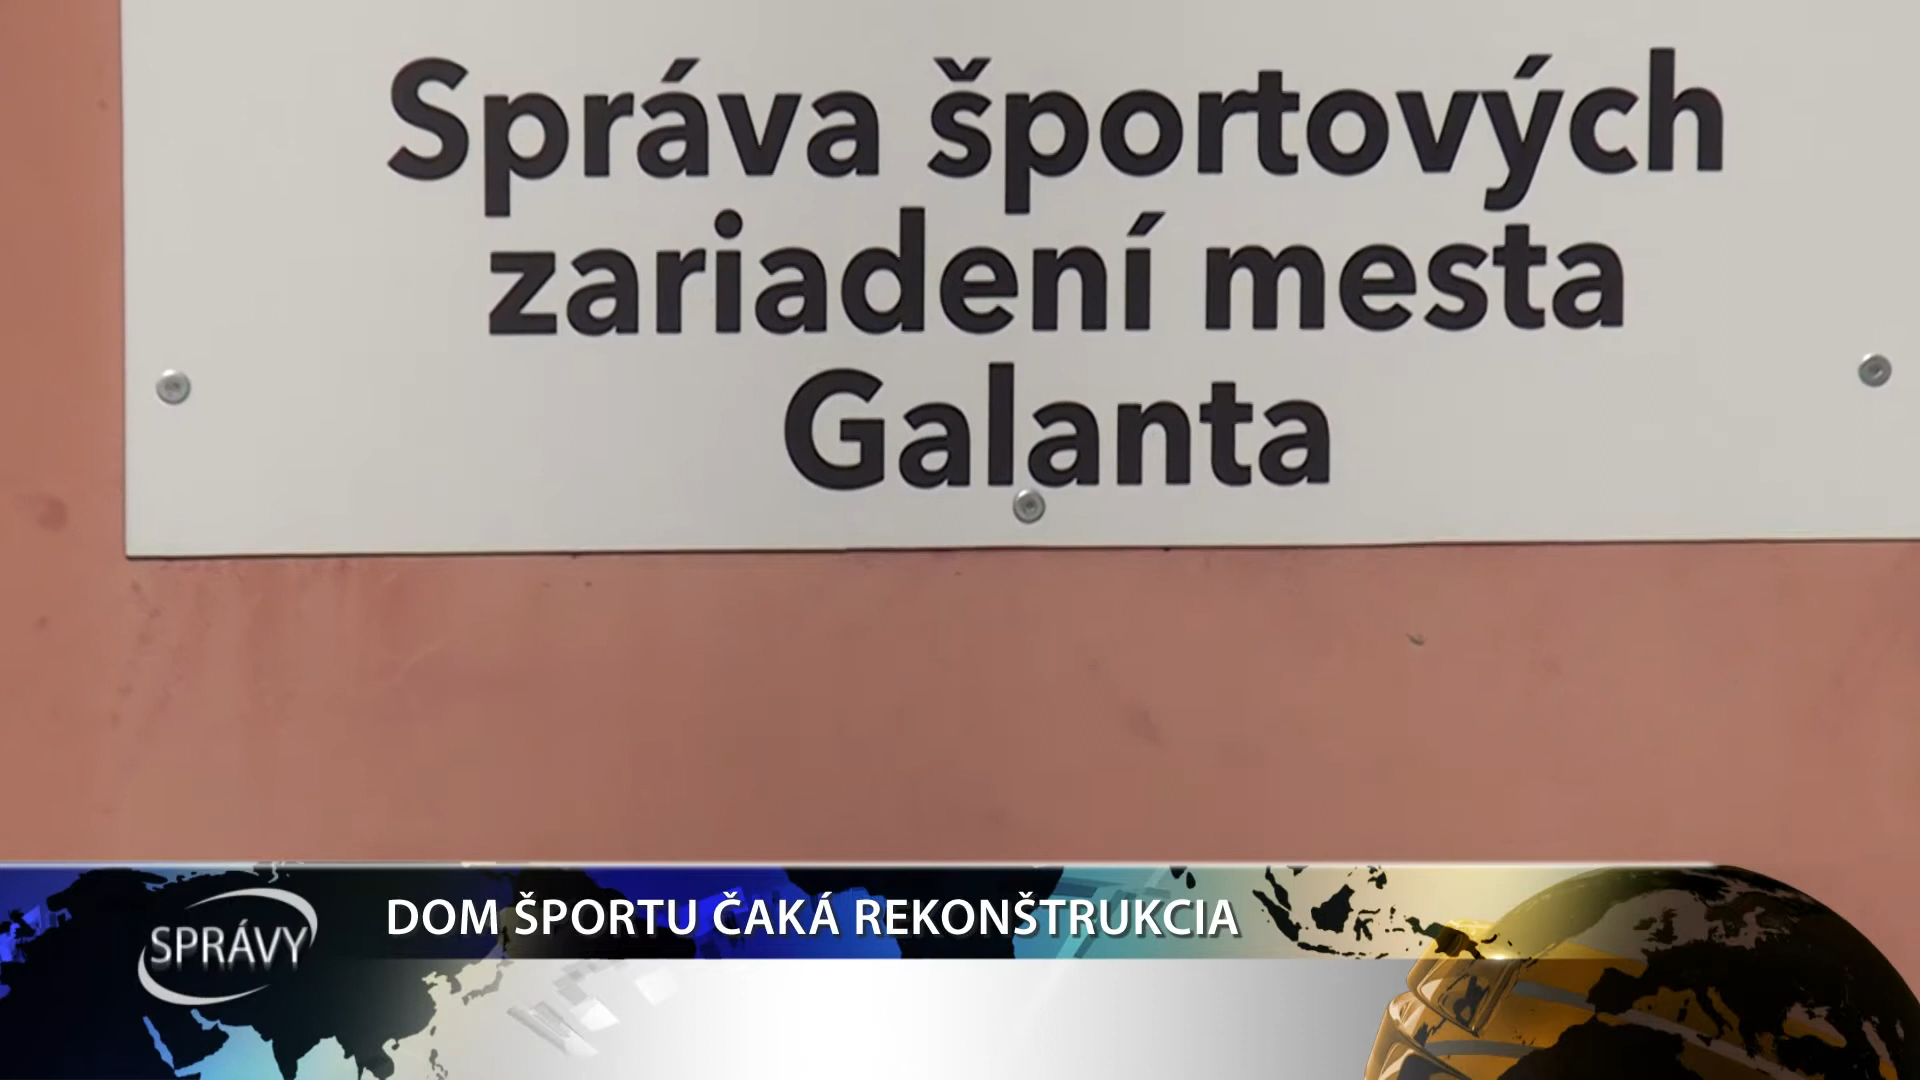 Správa športových
zariadení mesta
Galanta
SPRÁVY
DOM ŠPORTU ČAKÁ REKONŠTRUKCIA